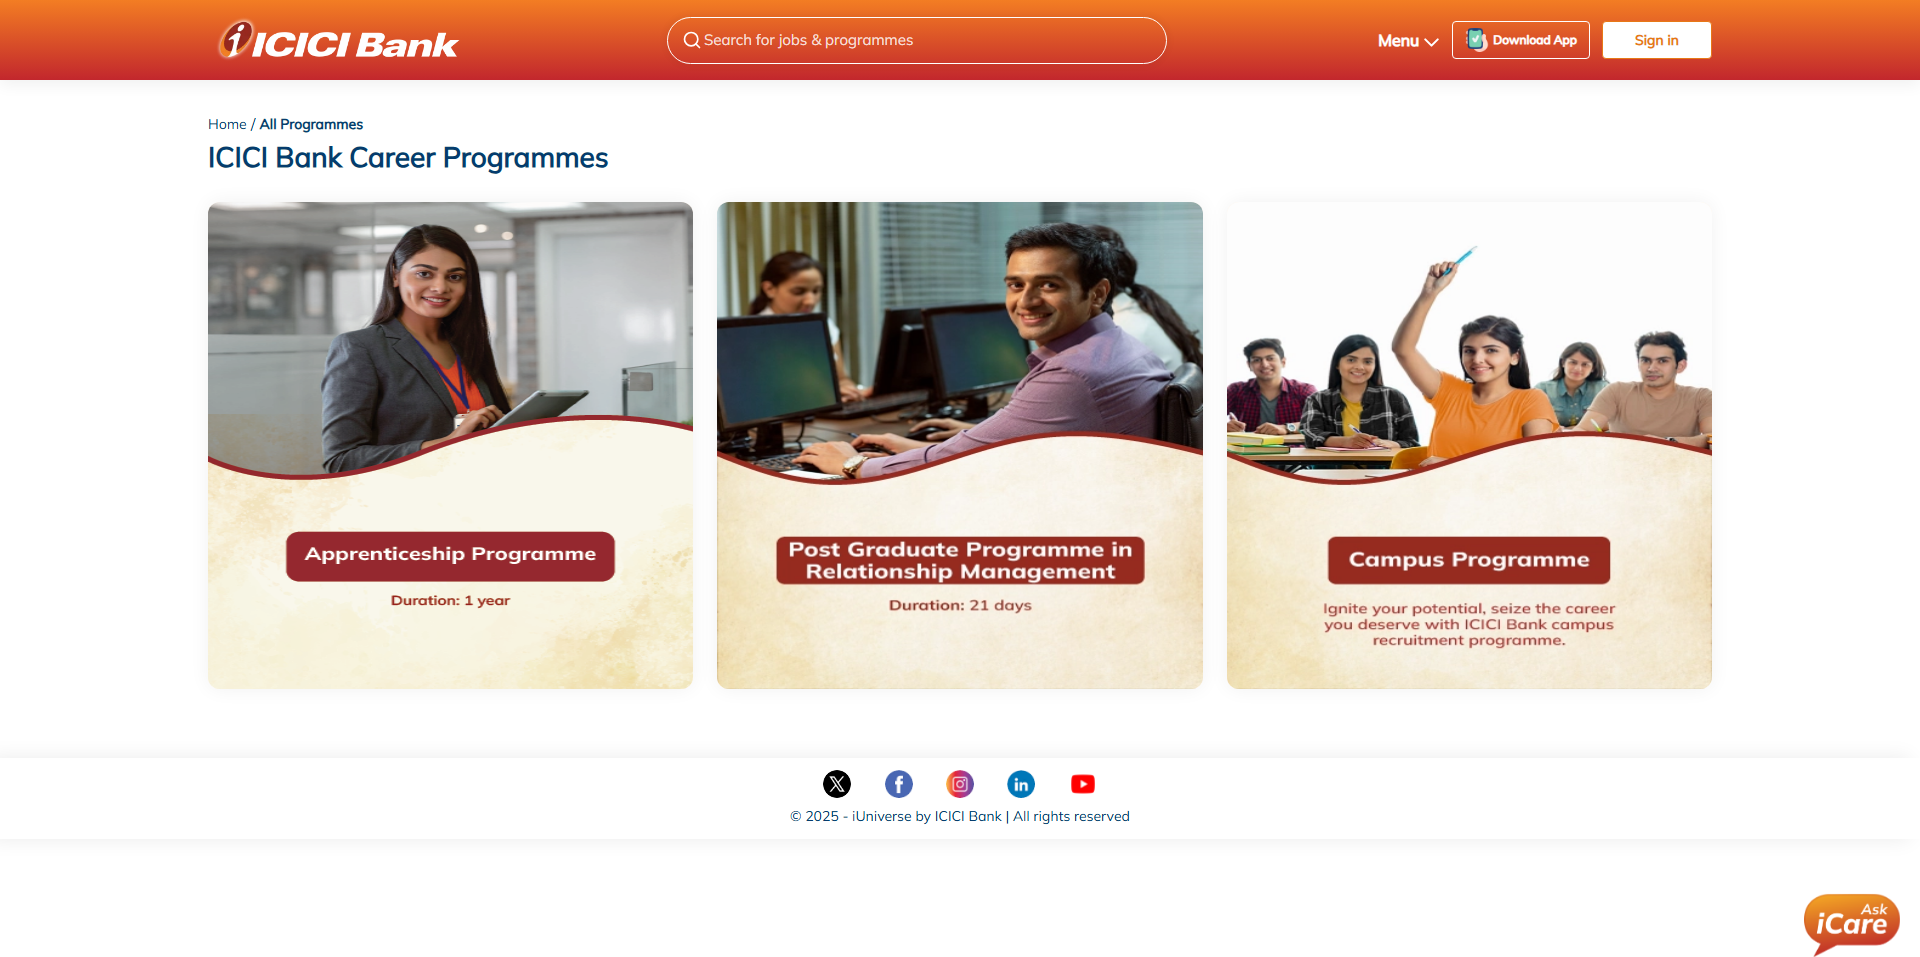 ICICI Bank
Search for jobs & programmes
Menu
Download App
Sign in
Home / All Programmes
ICICI Bank Career Programmes
Apprenticeship Programme
Duration: 1 year
Post Graduate Programme in
Relationship Management
Duration: 21 days
Campus Programme
Ignite your potential, seize the career
you deserve with ICICI Bank campus
recruitment programme.
© 2025 - iUniverse by ICICI Bank | All rights reserved
Ask
iCare